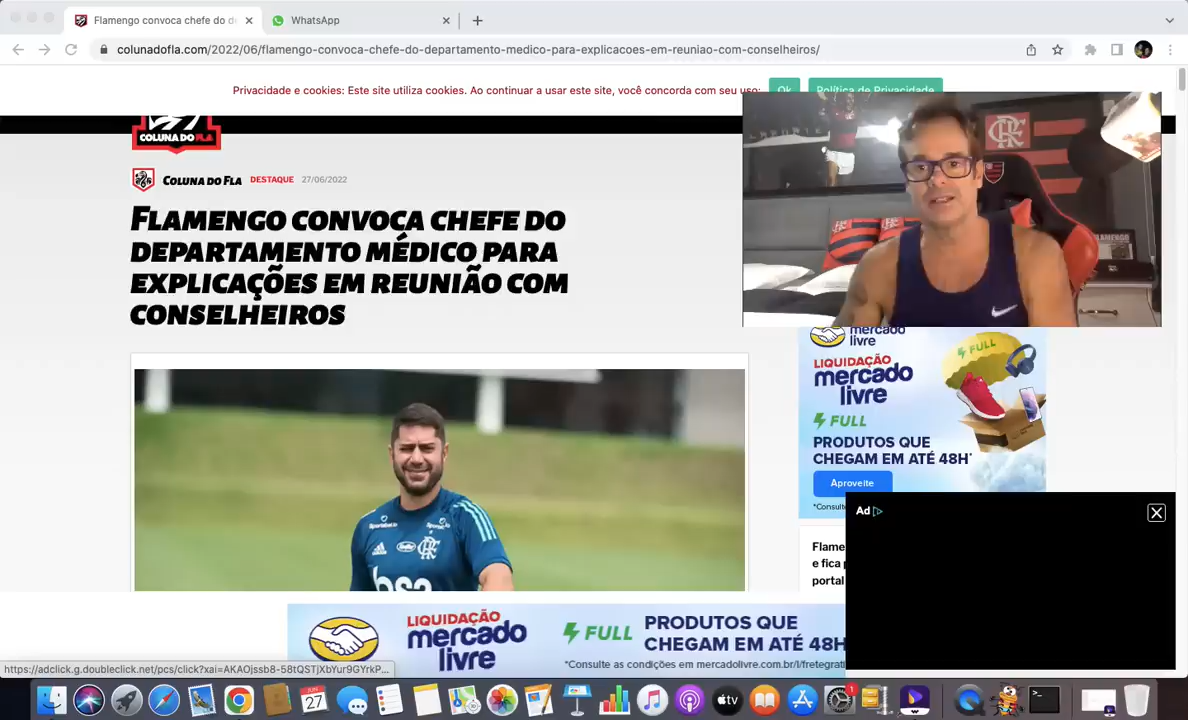 Flamengo convoca chefe do d
WhatsApp
colunadofla.com/2022/06/flamengo-convoca-chefe-do-departamento-medico-para-explicacoes-em-reuniao-com-conselheiros/
Privacidade e cookies: Este site utiliza cookies. Ao continuar a usar este site, você concorda com seu uso:
Ok
Política de Privacidade
COLUNA DO FLA
COLUNA DO FLA DESTAQUE 27/06/2022
FLAMENGO CONVOCA CHEFE DO
DEPARTAMENTO MÉDICO PARA
EXPLICAÇÕES EM REUNIÃO COM
CONSELHEIROS
mercado
livre
FULL
LIQUIDAÇÃO
mercado
livre
FULL
PRODUTOS QUE
CHEGAM EM ATÉ 48H*
Aproveite
*Consult
Ad
Flame
e fica
portal
LIQUIDAÇÃO
mercado
livre
FULL
PRODUTOS QUE
CHEGAM EM ATÉ 48H
*Consulte as condições em mercadolivre.com.br/l/fretegrati
https://adclick.g.doubleclick.net/pcs/click?xai=AKAOjssb8-58tQSTjXbYur9GYrkP...
JUN
27
tv
1